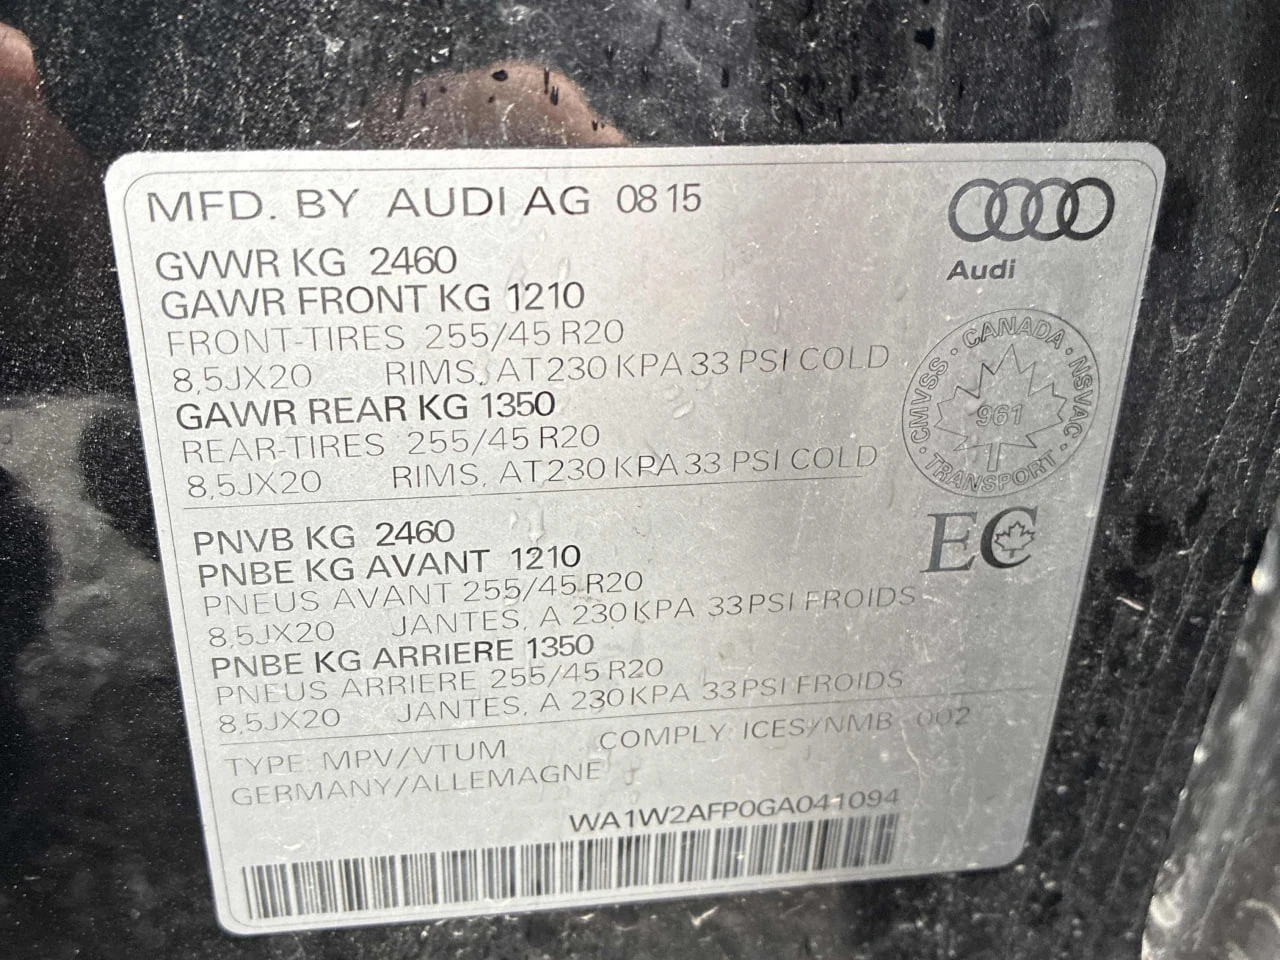 MFD. BY AUDI AG 08 15
Audi
GVWR KG 2460
GAWR FRONT KG 1210
FRONT-TIRES 255/45 R20
8,5JX20 RIMS, AT 230 KPA 33 PSI COLD
GAWR REAR KG 1350
REAR-TIRES 255/45 R20
8,5JX20 RIMS, AT 230 KPA 33 PSI COLD
CMVSS · CANADA · NSVAC · TRANSPORT ·
961
EC
PNVB KG 2460
PNBE KG AVANT 1210
PNEUS AVANT 255/45 R20
8,5JX20 JANTES, A 230 KPA 33 PSI FROIDS
PNBE KG ARRIERE 1350
PNEUS ARRIERE 255/45 R20
8,5JX20 JANTES, A 230 KPA 33 PSI FROIDS
TYPE: MPV/VTUM COMPLY ICES/NMB-002
GERMANY/ALLEMAGNE
WA1W2AFP0GA041094